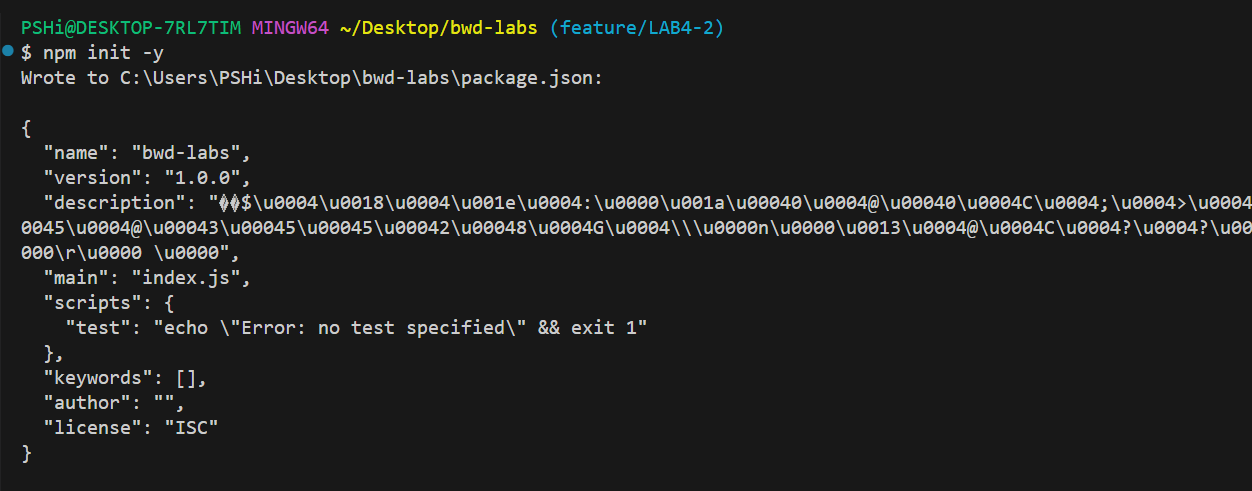 PSHi@DESKTOP-7RL7TIM MINGW64 ~/Desktop/bwd-labs (feature/LAB4-2)
$ npm init -y
Wrote to C:\Users\PSHi\Desktop\bwd-labs\package.json:
{
"name": "bwd-labs",
"version": "1.0.0",
"description": "��$\u0004\u0018\u0004\u001e\u0004:\u0000\u001a\u00040\u0004@\u00040\u0004C\u0004;\u0004>\u0004
0045\u0004@\u00043\u00045\u00045\u00042\u00048\u0004G\u0004\\\u0000n\u0000\u0013\u0004@\u0004C\u0004?\u0004?\u00
000\r\u0000 \u0000",
"main": "index.js",
"scripts": {
"test": "echo \"Error: no test specified\" && exit 1"
},
"keywords": [],
"author": "",
"license": "ISC"
}